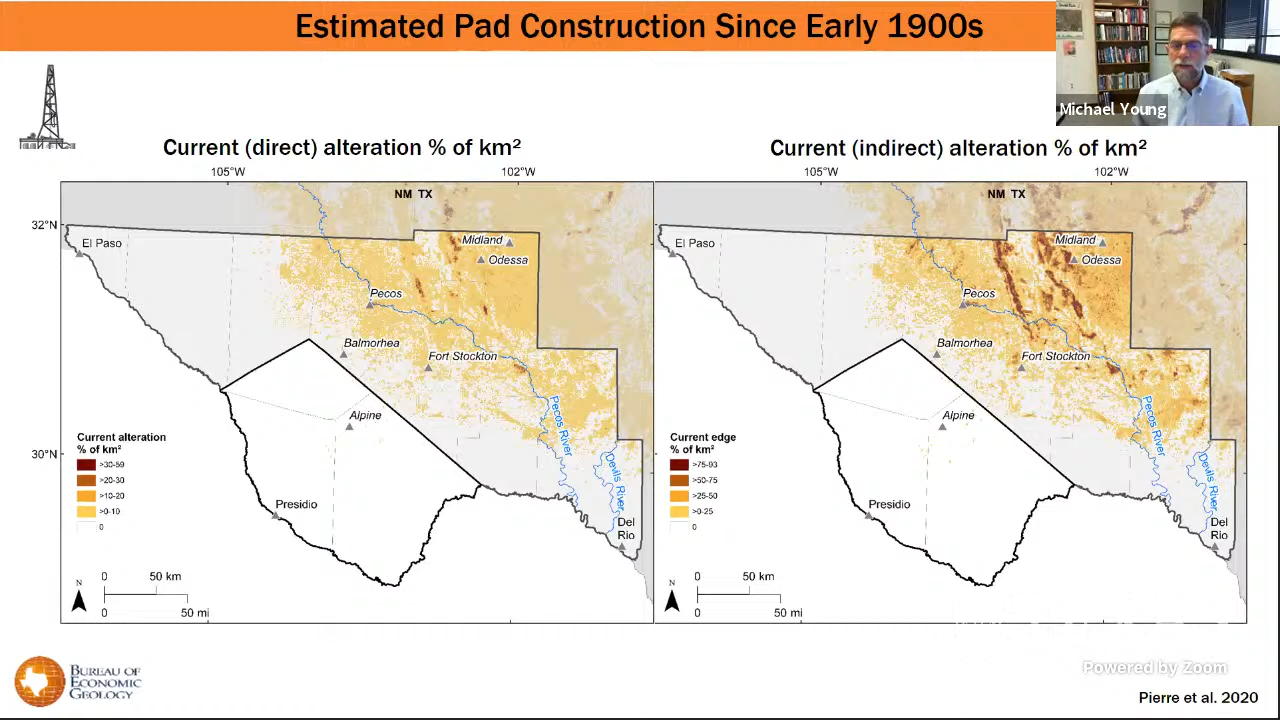 Estimated Pad Construction Since Early 1900s
Michael Young
Current (direct) alteration % of km²
105°W
102°W
NM TX
32°N
El Paso
Midland
Odessa
Pecos
Balmorhea
Fort Stockton
Alpine
Pecos River
Devils River
Current alteration
% of km²
>30-59
>20-30
>10-20
>0-10
0
30°N
Presidio
Del
Rio
N
0
50 km
0
50 mi
Current (indirect) alteration % of km²
105°W
102°W
NM TX
El Paso
Midland
Odessa
Pecos
Balmorhea
Fort Stockton
Alpine
Pecos River
Devils River
Current edge
% of km²
>75-93
>50-75
>25-50
>0-25
0
Presidio
Del
Rio
N
0
50 km
0
50 mi
BUREAU OF
ECONOMIC
GEOLOGY
Powered by Zoom
Pierre et al. 2020